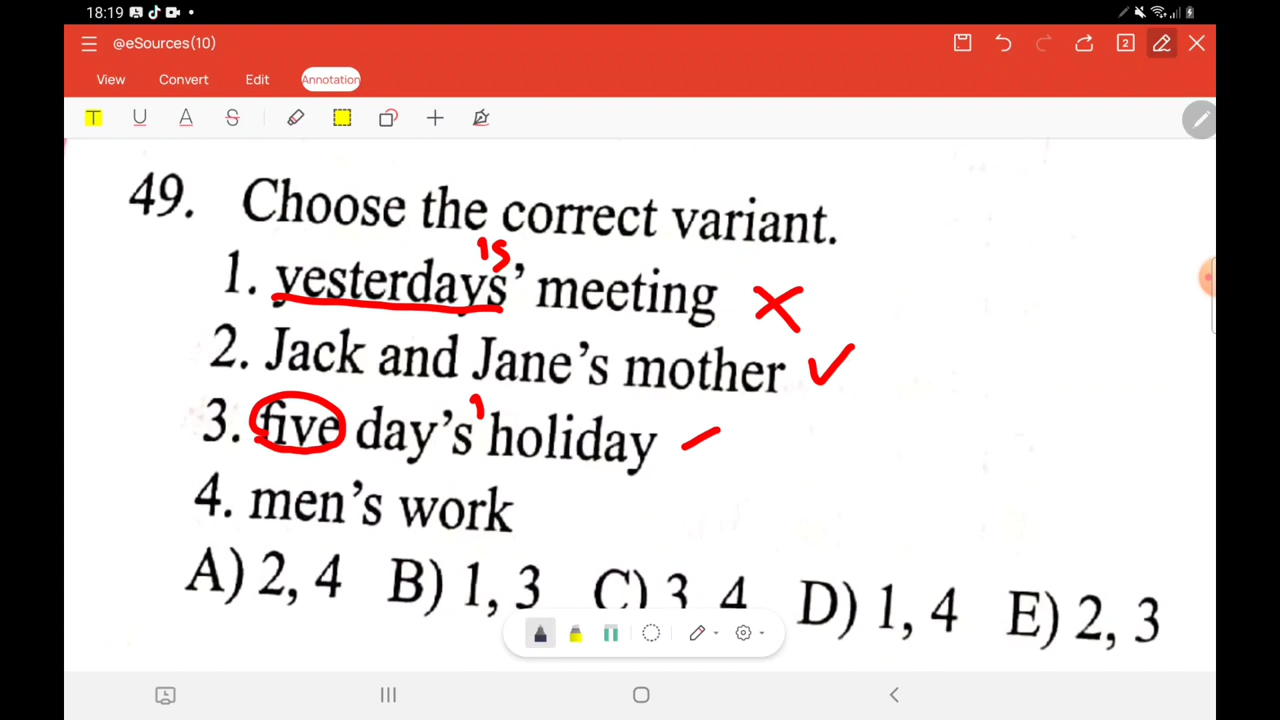 18:19
@eSources(10)
2
View Convert Edit Annotation
T U A S
49. Choose the correct variant.
's
1. yesterdays’ meeting
2. Jack and Jane’s mother
3. five day’s' holiday
4. men’s work
A) 2, 4 B) 1, 3 C) 3, 4 D) 1, 4 E) 2, 3